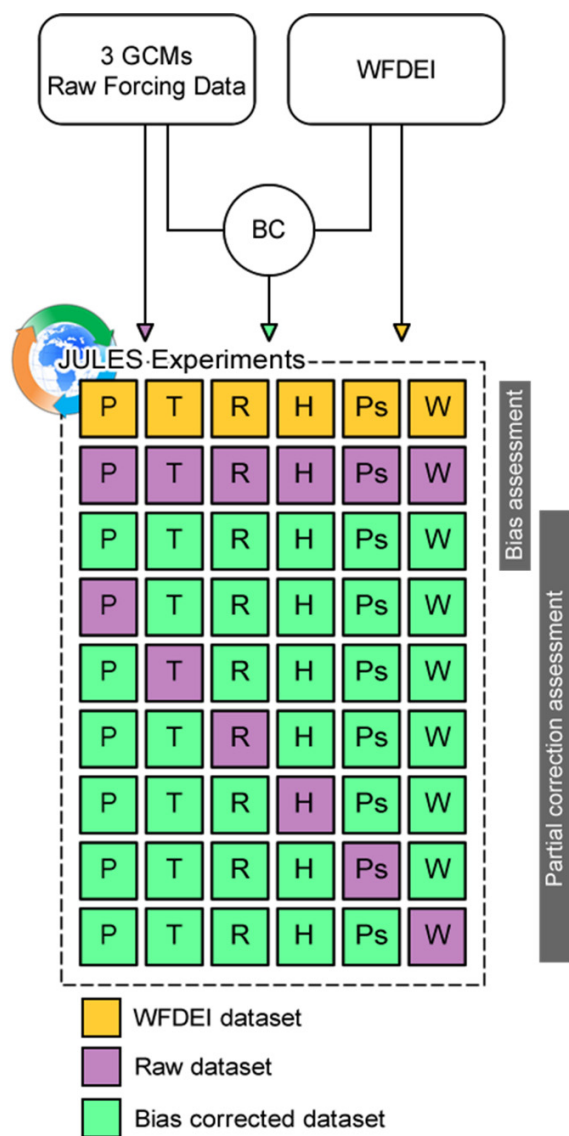 3 GCMs
Raw Forcing Data
WFDEI
BC
JULES Experiments
P T R H Ps W
P T R H Ps W
P T R H Ps W
P T R H Ps W
P T R H Ps W
P T R H Ps W
P T R H Ps W
P T R H Ps W
P T R H Ps W
Bias assessment
Partial correction assessment
WFDEI dataset
Raw dataset
Bias corrected dataset